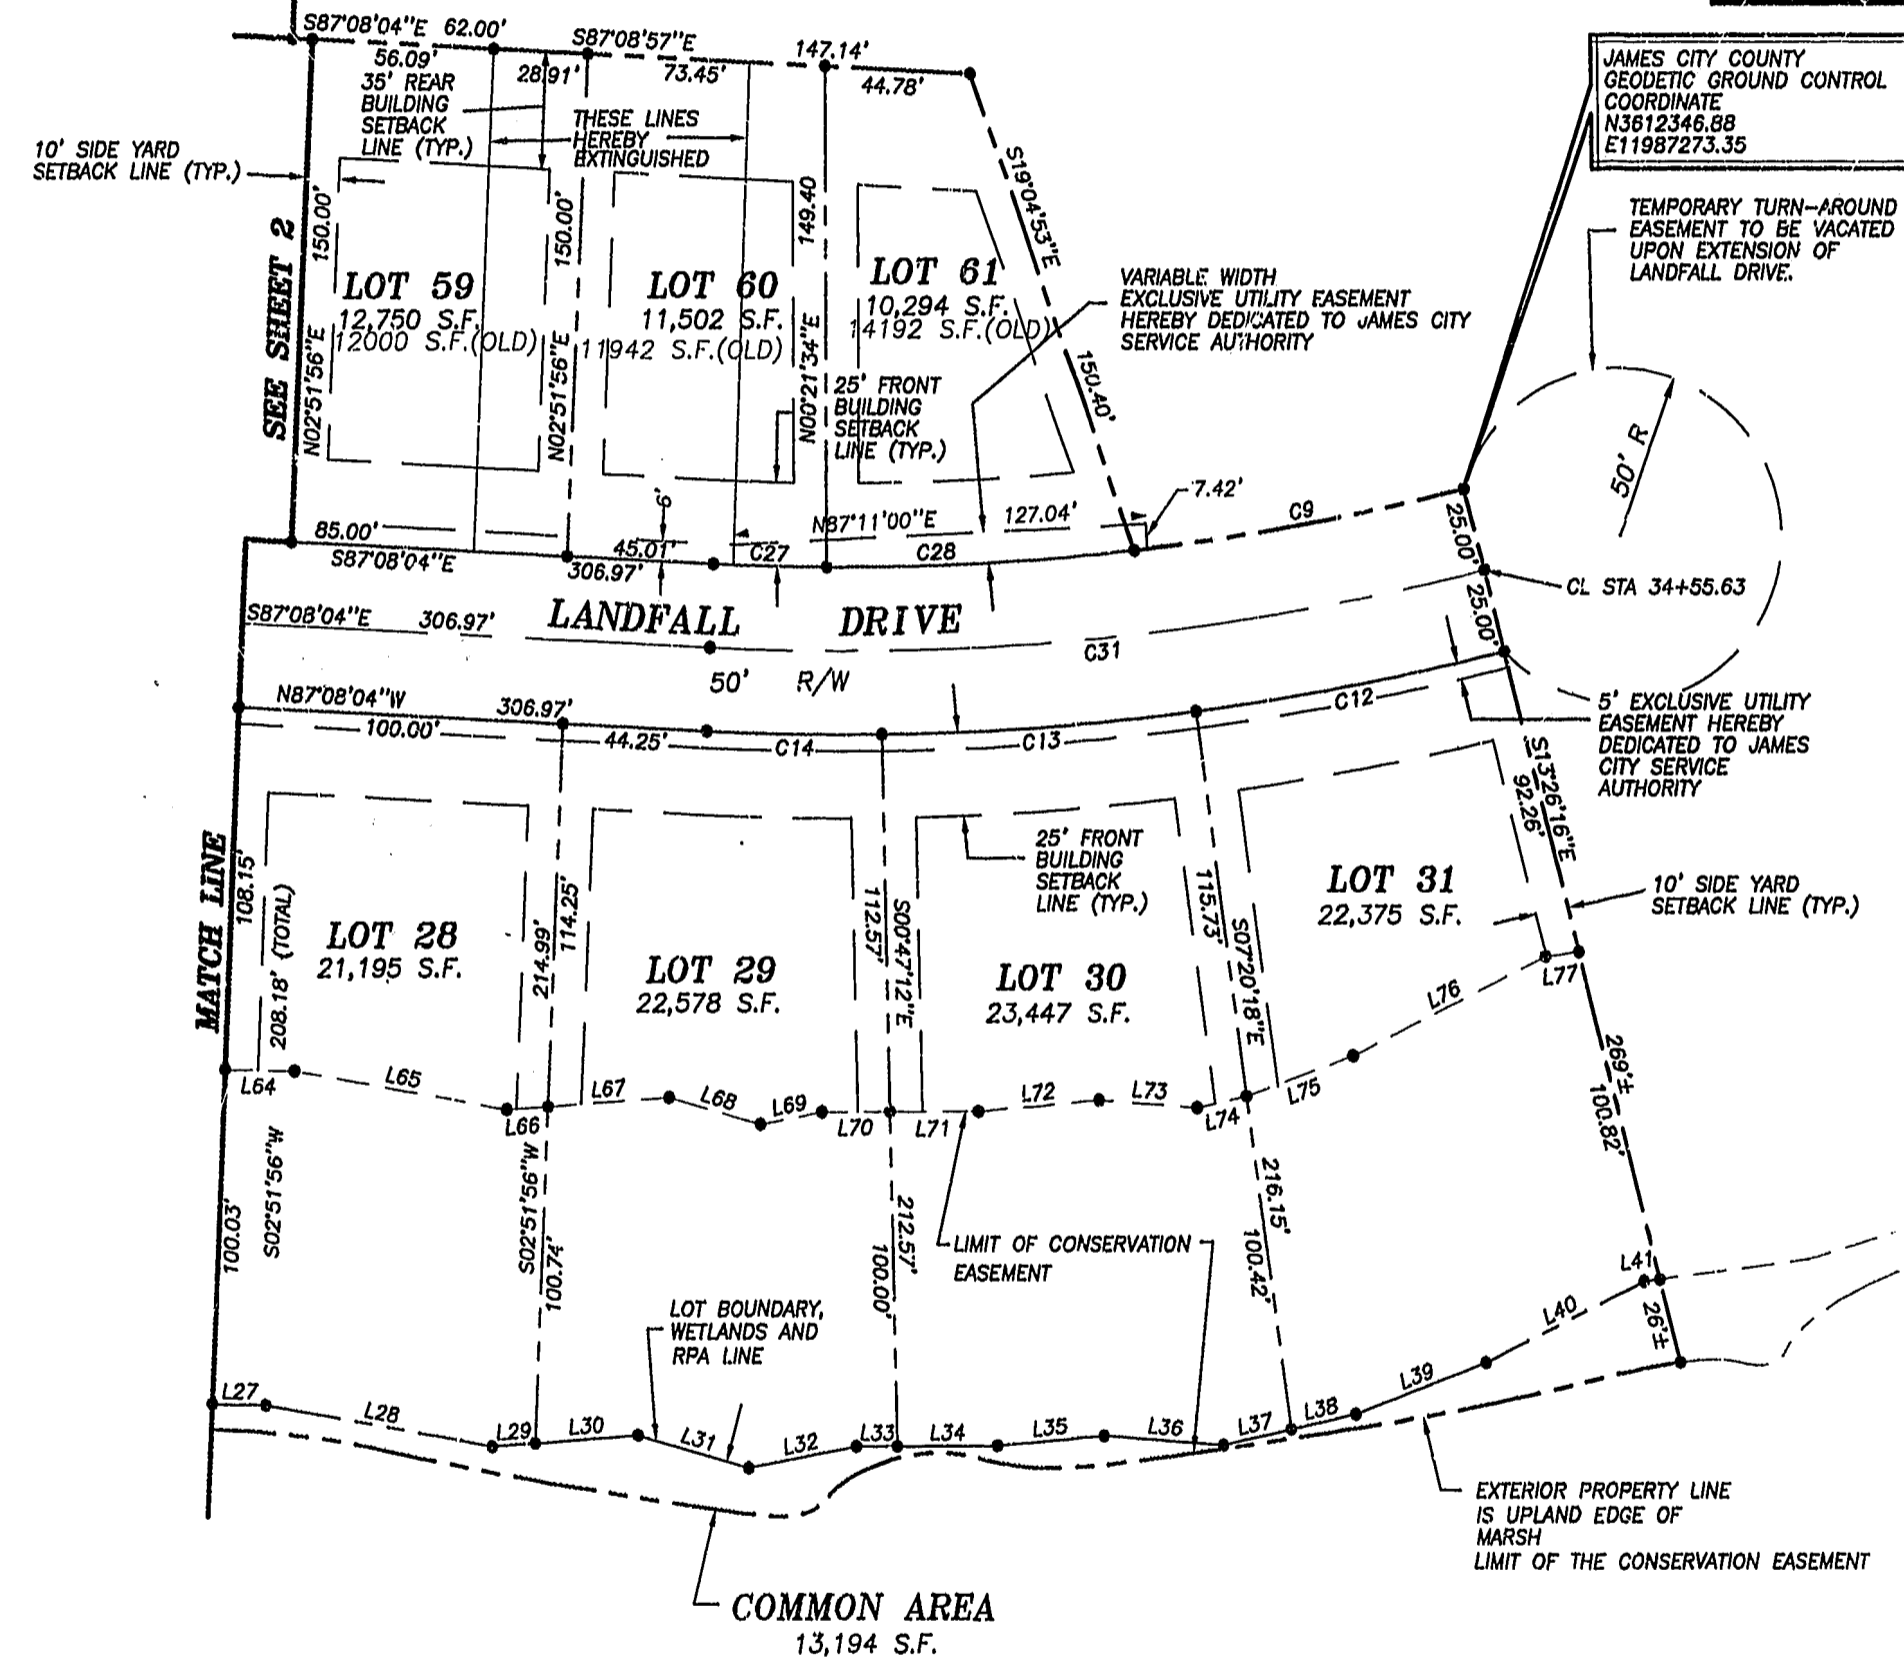 S87°08'04"E 62.00'
56.09'
S87°08'57"E
147.14'
28.91'
73.45'
44.78'
35' REAR
BUILDING
SETBACK
LINE (TYP.)
THESE LINES
HEREBY
EXTINGUISHED
10' SIDE YARD
SETBACK LINE (TYP.)
JAMES CITY COUNTY
GEODETIC GROUND CONTROL
COORDINATE
N3612346.88
E11987273.35
TEMPORARY TURN-AROUND
EASEMENT TO BE VACATED
UPON EXTENSION OF
LANDFALL DRIVE.
SEE SHEET 2
150.00'
N02°51'56"E
LOT 59
12,750 S.F.
12000 S.F.(OLD)
150.00'
N02°51'56"E
LOT 60
11,502 S.F.
11942 S.F.(OLD)
149.40
N00°21'34"E
LOT 61
10,294 S.F.
14192 S.F.(OLD)
S19°04'53"E
150.40'
VARIABLE WIDTH
EXCLUSIVE UTILITY EASEMENT
HEREBY DEDICATED TO JAMES CITY
SERVICE AUTHORITY
25' FRONT
BUILDING
SETBACK
LINE (TYP.)
50' R
7.42'
6'
N87°11'00"E 127.04'
C9
85.00'
S87°08'04"E
45.01'
306.97'
C27
C28
25.00'
CL STA 34+55.63
25.00'
S87°08'04"E 306.97'
LANDFALL DRIVE
C31
50' R/W
N87°08'04"W 306.97'
100.00'
44.25'
C14
C13
C12
5' EXCLUSIVE UTILITY
EASEMENT HEREBY
DEDICATED TO JAMES
CITY SERVICE
AUTHORITY
S13°26'16"E
92.26'
MATCH LINE
108.15'
208.18' (TOTAL)
LOT 28
21,195 S.F.
214.99'
114.25'
LOT 29
22,578 S.F.
112.57'
S00°47'12"E
25' FRONT
BUILDING
SETBACK
LINE (TYP.)
LOT 30
23,447 S.F.
115.73'
S07°20'18"E
LOT 31
22,375 S.F.
10' SIDE YARD
SETBACK LINE (TYP.)
L64
L65
L66
L67
L68
L69
L70
L71
L72
L73
L74
L75
L76
L77
100.03'
S02°51'56"W
S02°51'56"W
100.74'
212.57'
100.00'
LIMIT OF CONSERVATION
EASEMENT
216.15'
100.42'
269'±
100.82'
LOT BOUNDARY,
WETLANDS AND
RPA LINE
L27
L28
L29
L30
L31
L32
L33
L34
L35
L36
L37
L38
L39
L40
L41
26'±
EXTERIOR PROPERTY LINE
IS UPLAND EDGE OF
MARSH
LIMIT OF THE CONSERVATION EASEMENT
COMMON AREA
13,194 S.F.